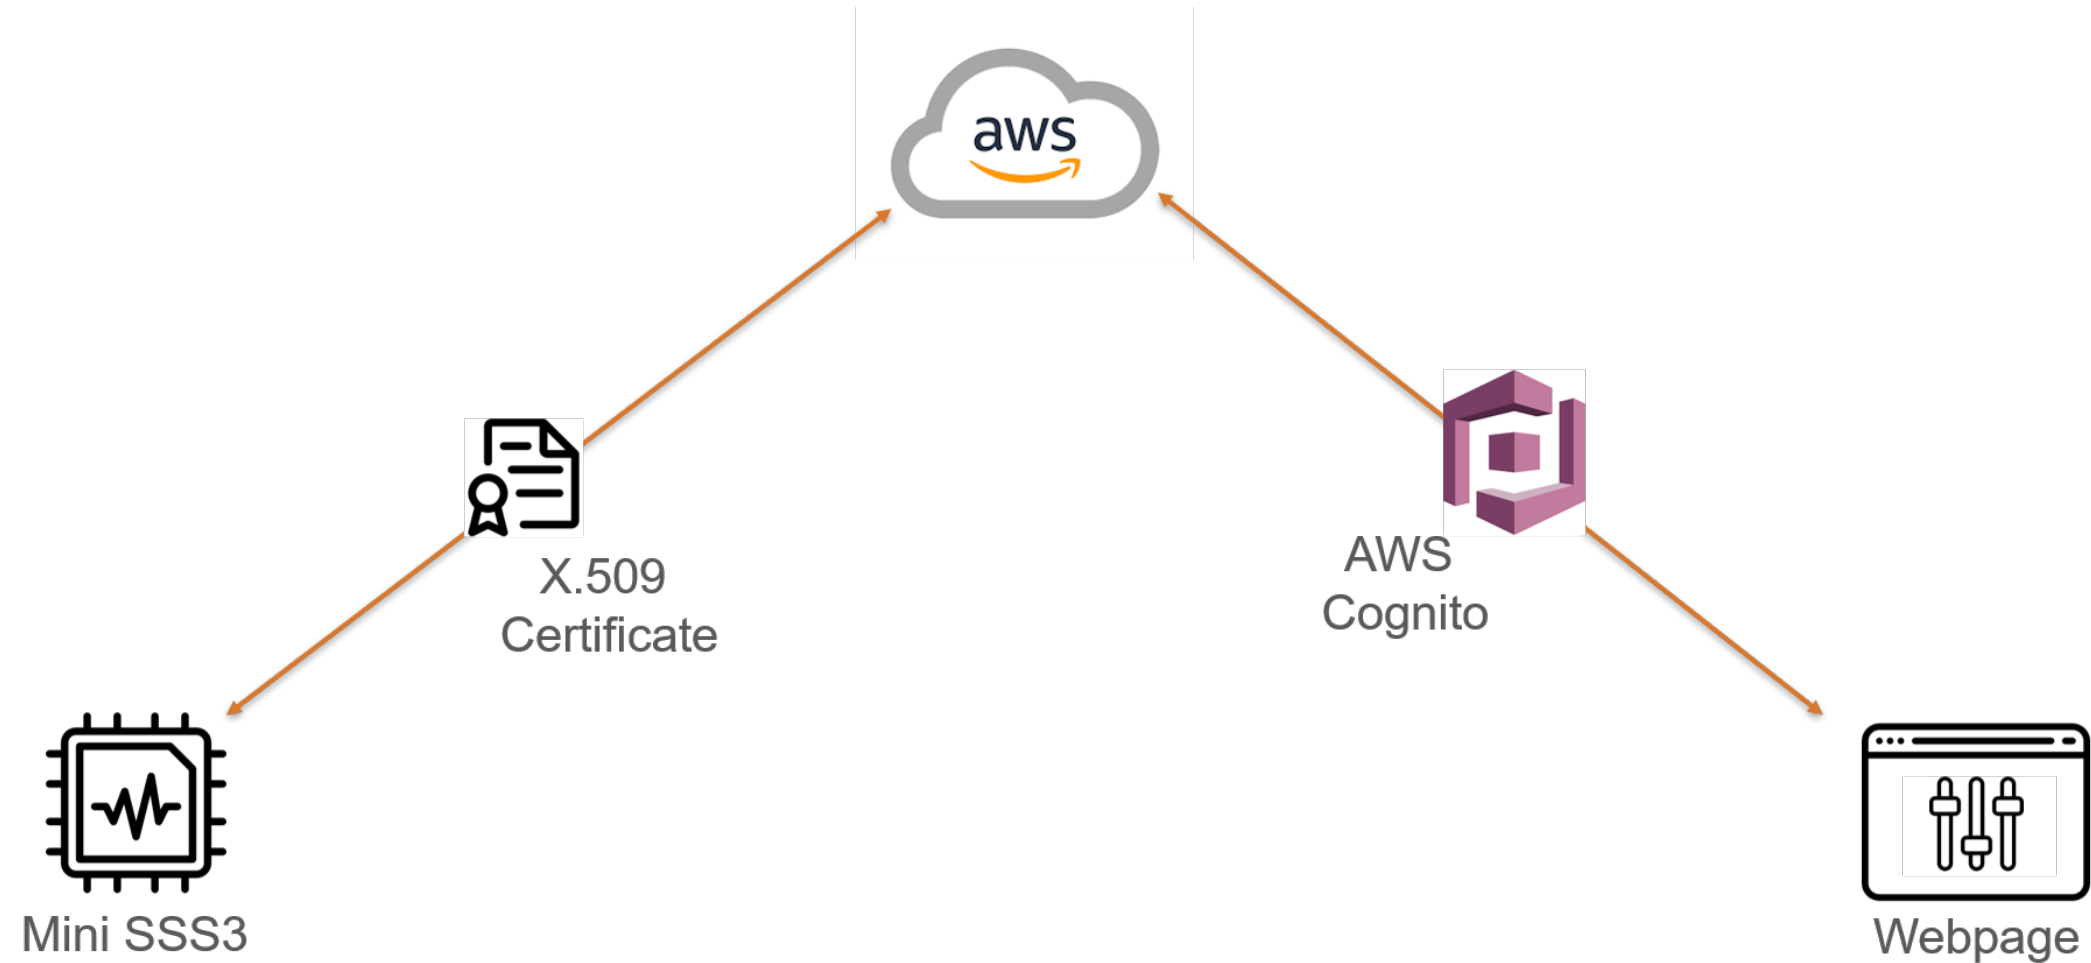 aws
X.509
Certificate
AWS
Cognito
Mini SSS3
Webpage